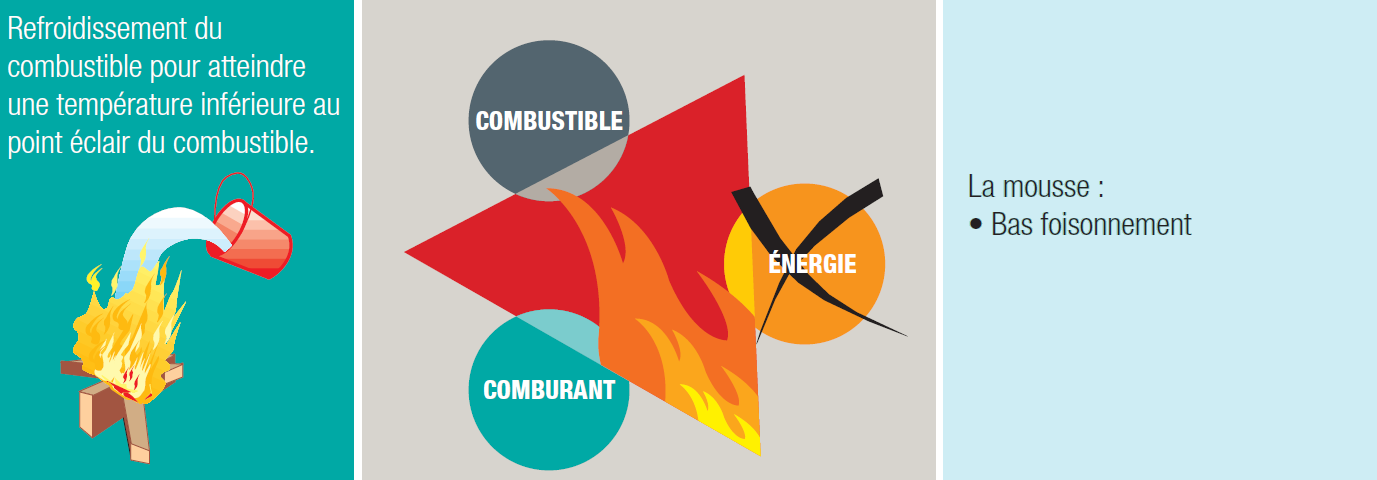 Refroidissement du
combustible pour atteindre
une température inférieure au
point éclair du combustible.
COMBUSTIBLE
ÉNERGIE
COMBURANT
La mousse :
• Bas foisonnement